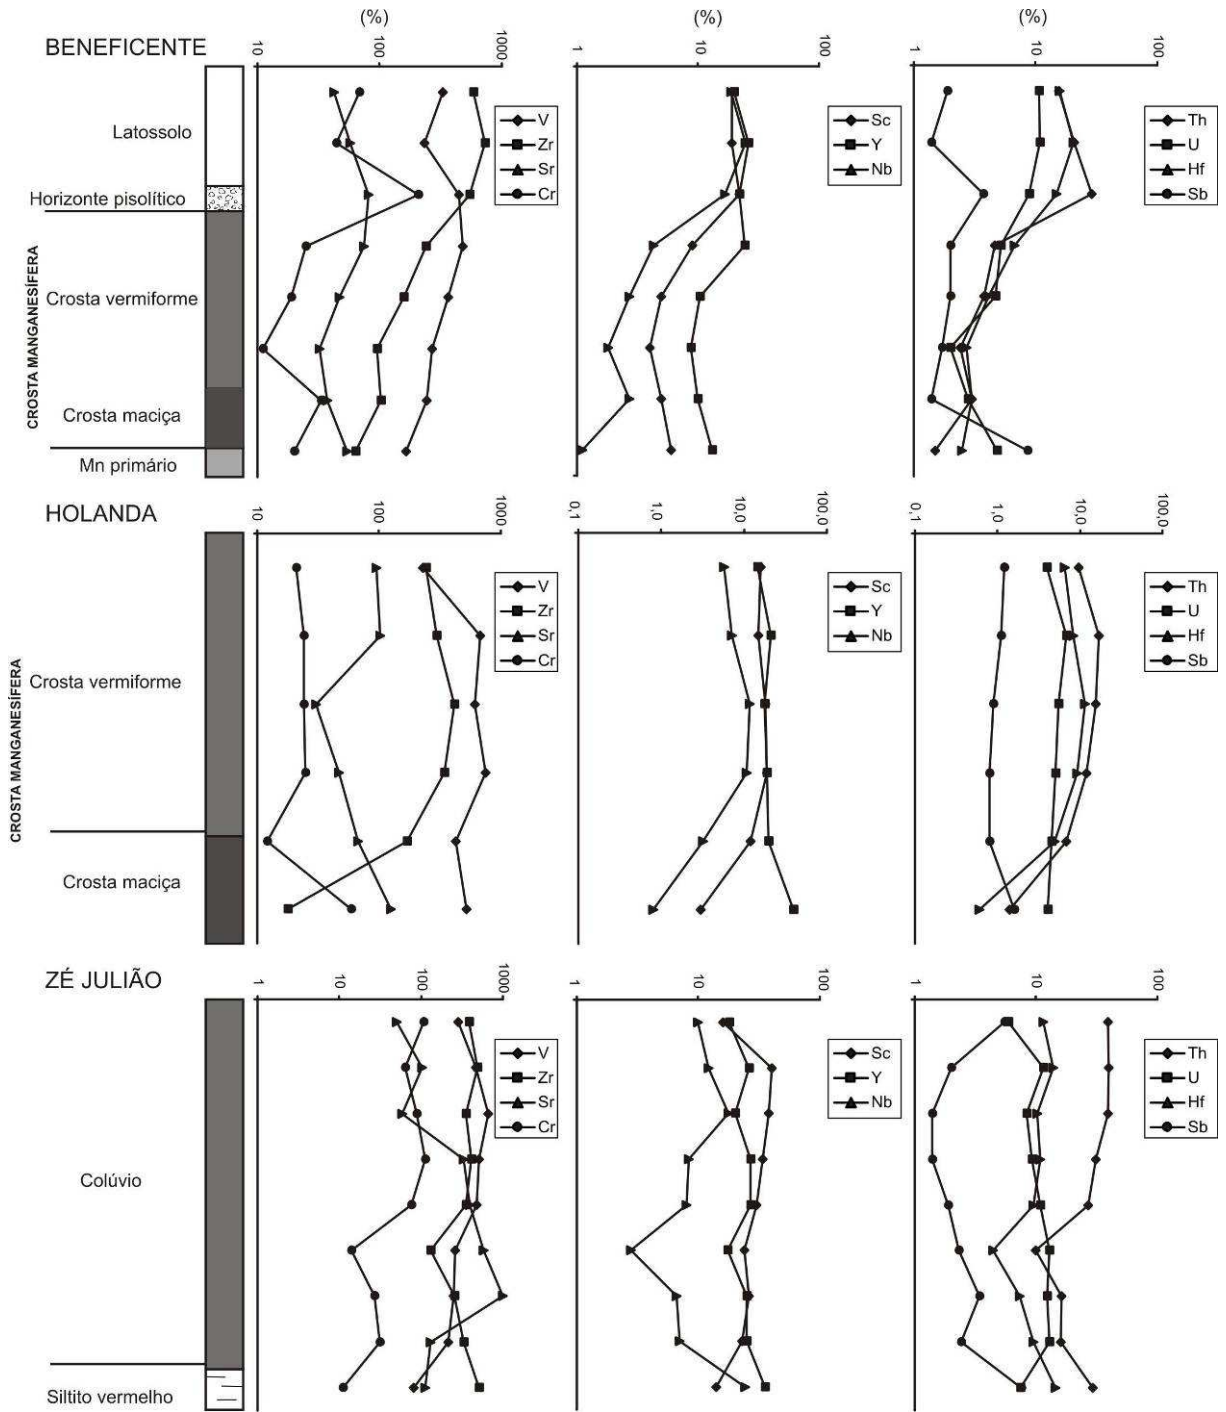 (%) (%) (%)
BENEFICENTE
10 100 1000 1 10 100 1 10 100
V Sc Th
Latossolo Zr Y U
Sr Nb Hf
Horizonte pisolítico Cr Sb
CROSTA MANGANESÍFERA
Crosta vermiforme
Crosta maciça
Mn primário
HOLANDA
10 100 1000 0,1 1,0 10,0 100,0 0,1 1,0 10,0 100,0
V Sc Th
Zr Y U
Sr Nb Hf
Cr Sb
CROSTA MANGANESÍFERA
Crosta vermiforme
Crosta maciça
ZÉ JULIÃO
1 10 100 1000 1 10 100 1 10 100
V Sc Th
Zr Y U
Sr Nb Hf
Cr Sb
Colúvio
Siltito vermelho